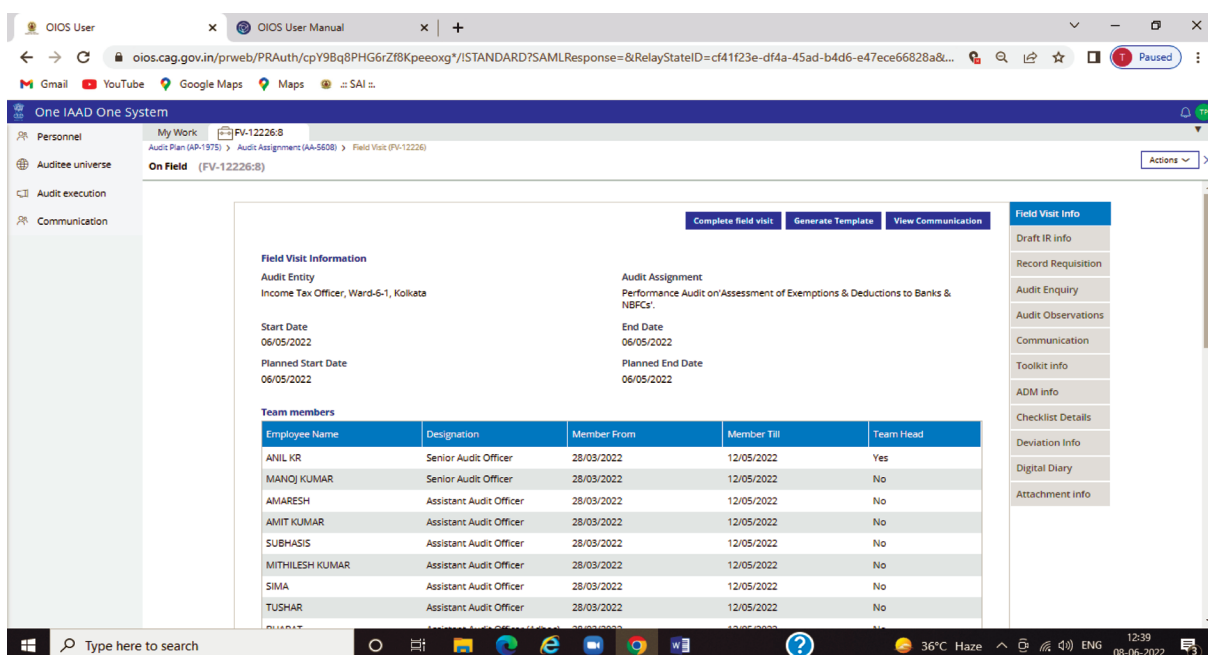 OIOS User
OIOS User Manual
oios.cag.gov.in/prweb/PRAuth/cpY9Bq8PHG6rZf8Kpeeoxg*/ISTANDARD?SAMLResponse=&RelayStateID=cf41f23e-df4a-45ad-b4d6-e47ece66828a&...
T Paused
Gmail YouTube Google Maps Maps .:: SAI ::.
One IAAD One System
TP
Personnel
Auditee universe
Audit execution
Communication
My Work FV-12226:8
Audit Plan (AP-1975) > Audit Assignment (AA-5608) > Field Visit (FV-12226)
On Field (FV-12226:8)
Actions
Complete field visit Generate Template View Communication
Field Visit Information
Audit Entity Audit Assignment
Income Tax Officer, Ward-6-1, Kolkata Performance Audit on'Assessment of Exemptions & Deductions to Banks &
NBFCs'.
Start Date End Date
06/05/2022 06/05/2022
Planned Start Date Planned End Date
06/05/2022 06/05/2022
Team members
Employee Name Designation Member From Member Till Team Head
ANIL KR Senior Audit Officer 28/03/2022 12/05/2022 Yes
MANOJ KUMAR Senior Audit Officer 28/03/2022 12/05/2022 No
AMARESH Assistant Audit Officer 28/03/2022 12/05/2022 No
AMIT KUMAR Assistant Audit Officer 28/03/2022 12/05/2022 No
SUBHASIS Assistant Audit Officer 28/03/2022 12/05/2022 No
MITHILESH KUMAR Assistant Audit Officer 28/03/2022 12/05/2022 No
SIMA Assistant Audit Officer 28/03/2022 12/05/2022 No
TUSHAR Assistant Audit Officer 28/03/2022 12/05/2022 No
Field Visit Info
Draft IR info
Record Requisition
Audit Enquiry
Audit Observations
Communication
Toolkit info
ADM info
Checklist Details
Deviation Info
Digital Diary
Attachment info
Type here to search
36°C Haze
ENG
12:39
08-06-2022
3